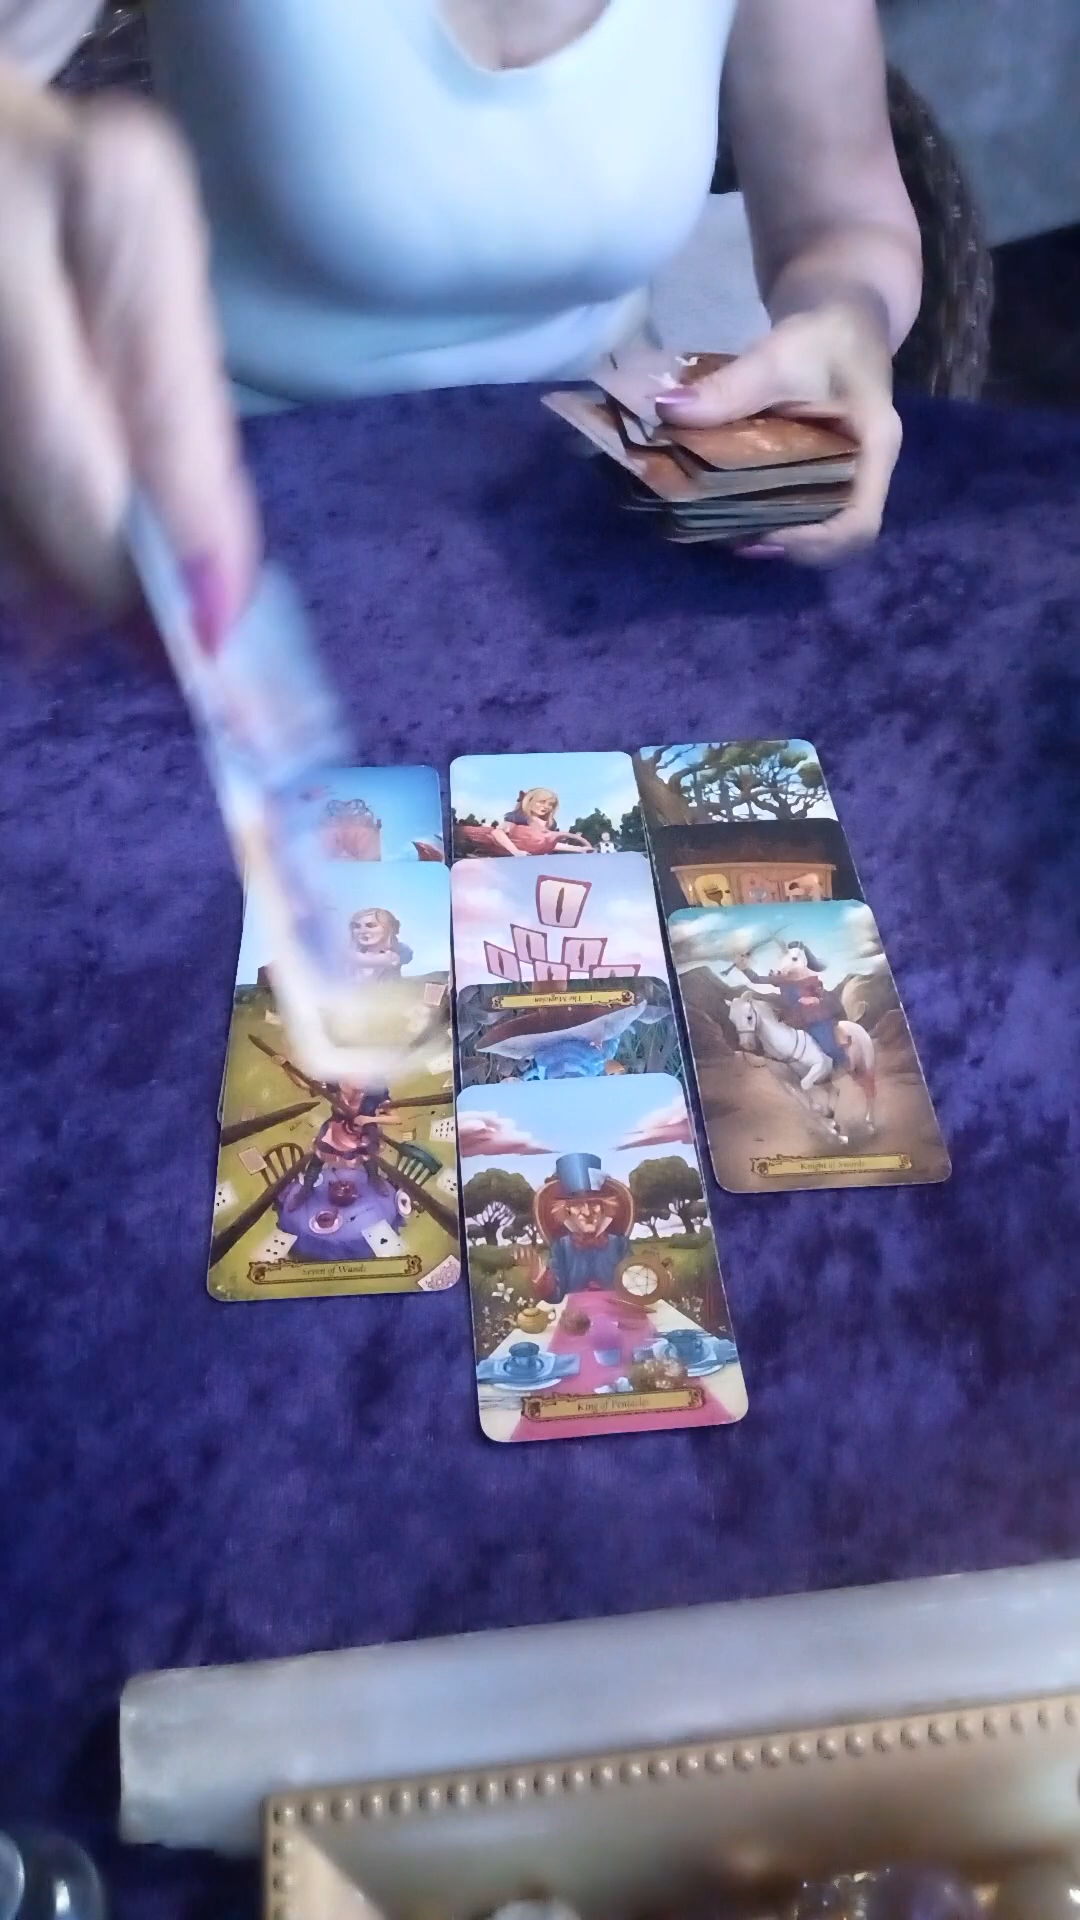 I - The Magician
Knight of Swords
Seven of Wands
King of Pentacles